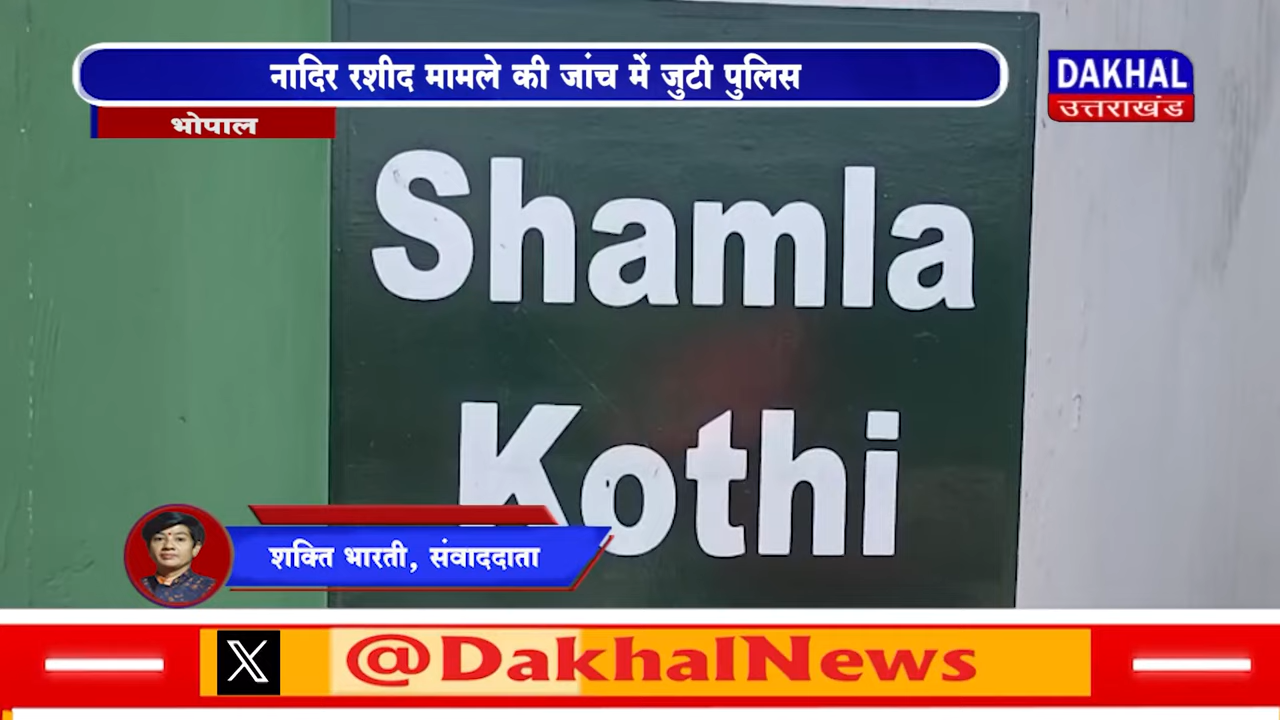 नादिर रशीद मामले की जांच में जुटी पुलिस
DAKHAL
उत्तराखंड
भोपाल
Shamla
Kothi
शक्ति भारती, संवाददाता
X @DakhalNews